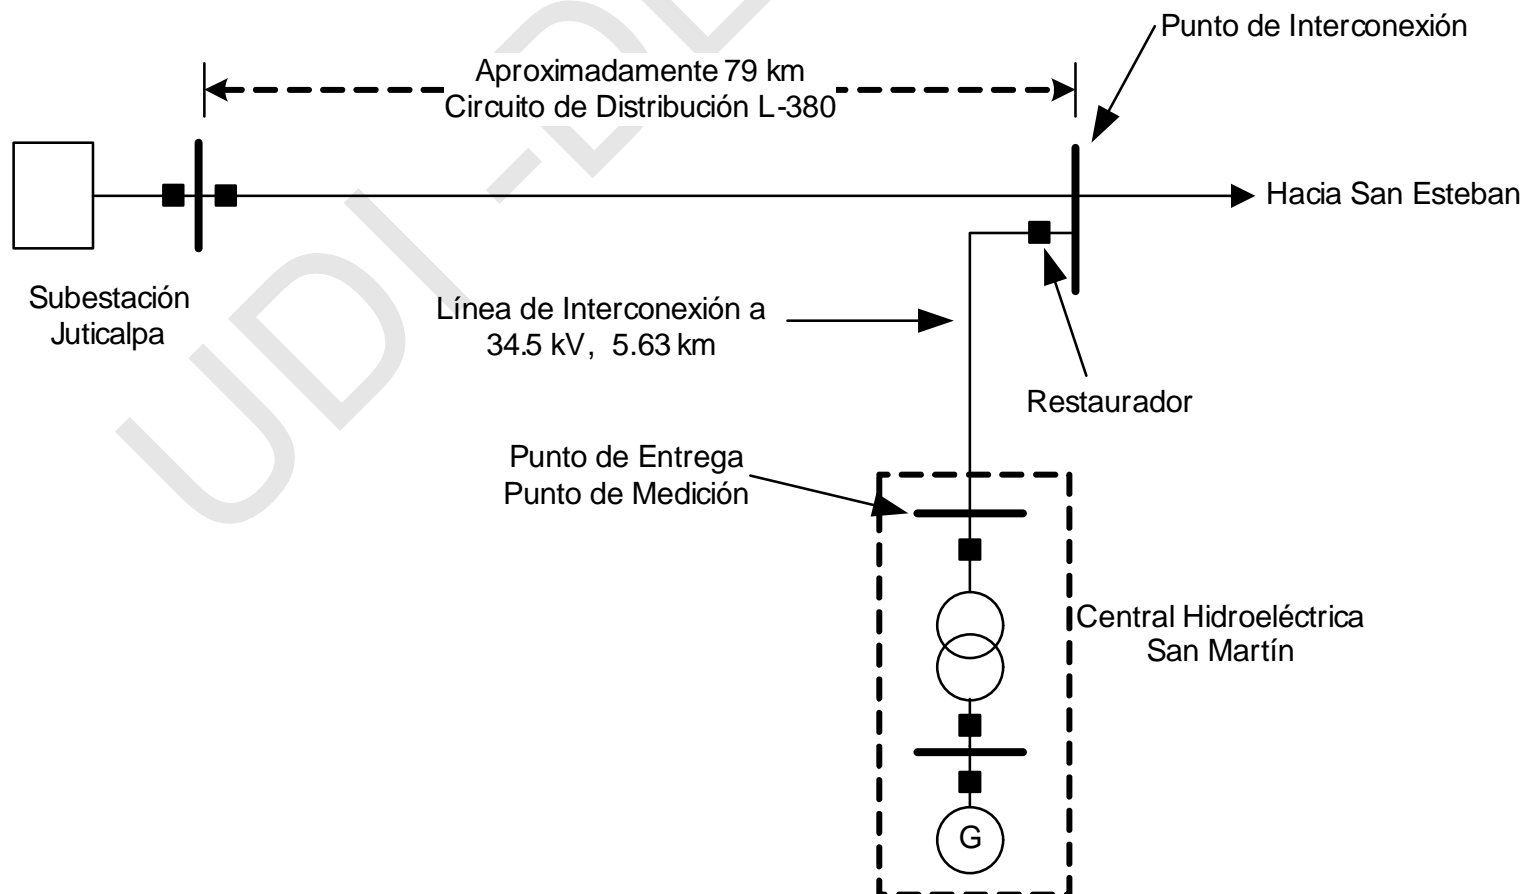 Punto de Interconexión
Aproximadamente 79 km
Circuito de Distribución L-380
Hacia San Esteban
Subestación
Juticalpa
Línea de Interconexión a
34.5 kV, 5.63 km
Restaurador
Punto de Entrega
Punto de Medición
Central Hidroeléctrica
San Martín
G
UDI -DE